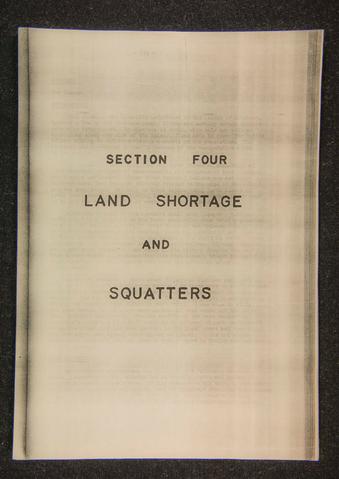 SECTION FOUR
LAND SHORTAGE
AND
SQUATTERS